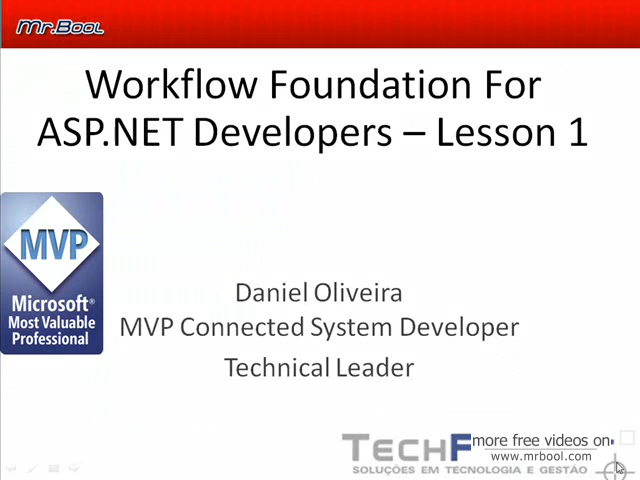 Mr.Bool
Workflow Foundation For
ASP.NET Developers – Lesson 1
MVP
Microsoft®
Most Valuable
Professional
Daniel Oliveira
MVP Connected System Developer
Technical Leader
TECHF
more free videos on
www.mrbool.com
SOLUÇÕES EM TECNOLOGIA E GESTÃO